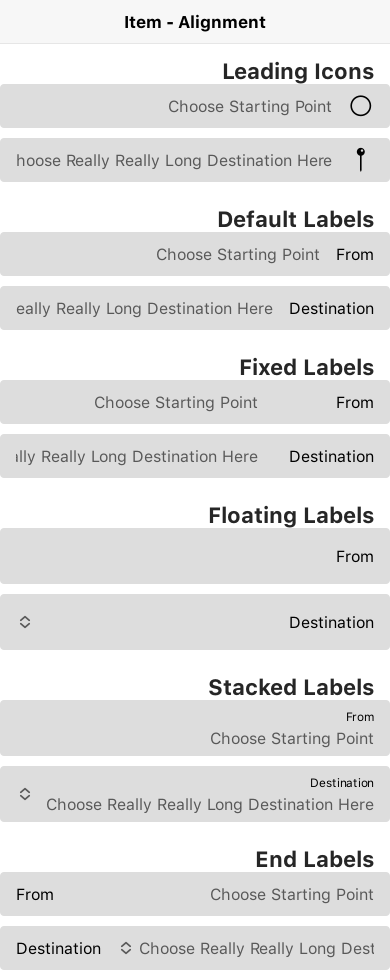 Item - Alignment
Leading Icons
Choose Starting Point
hoose Really Really Long Destination Here
Default Labels
Choose Starting Point From
eally Really Long Destination Here Destination
Fixed Labels
Choose Starting Point From
lly Really Long Destination Here Destination
Floating Labels
From
Destination
Stacked Labels
From
Choose Starting Point
Destination
Choose Really Really Long Destination Here
End Labels
From Choose Starting Point
Destination Choose Really Really Long Dest